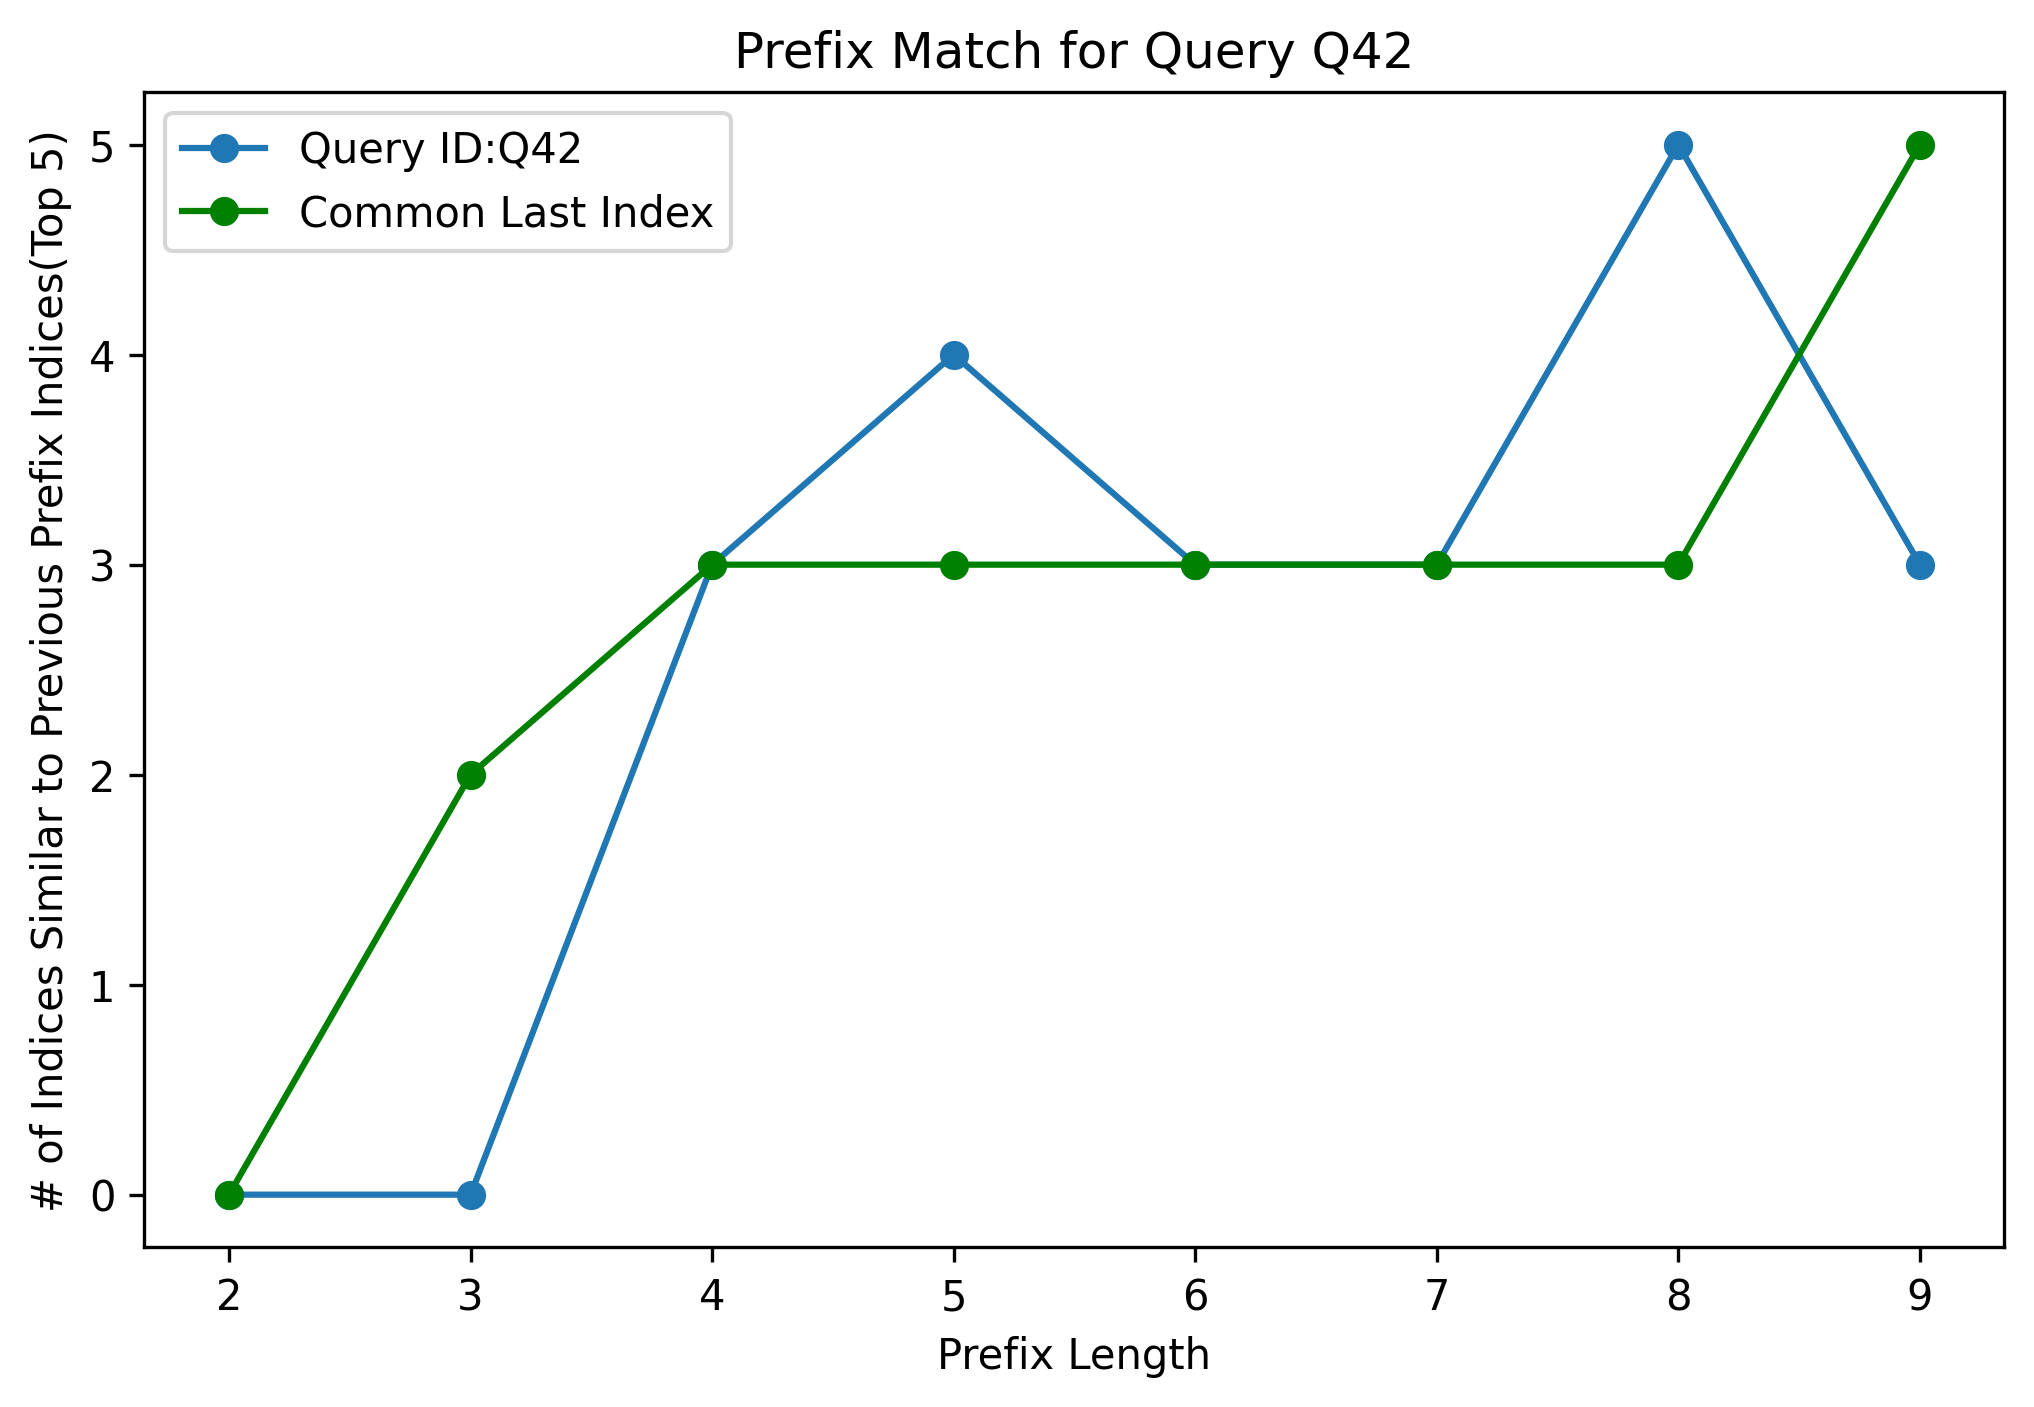 Prefix Match for Query Q42
Query ID:Q42
Common Last Index
# of Indices Similar to Previous Prefix Indices(Top 5)
5
4
3
2
1
0
2 3 4 5 6 7 8 9
Prefix Length